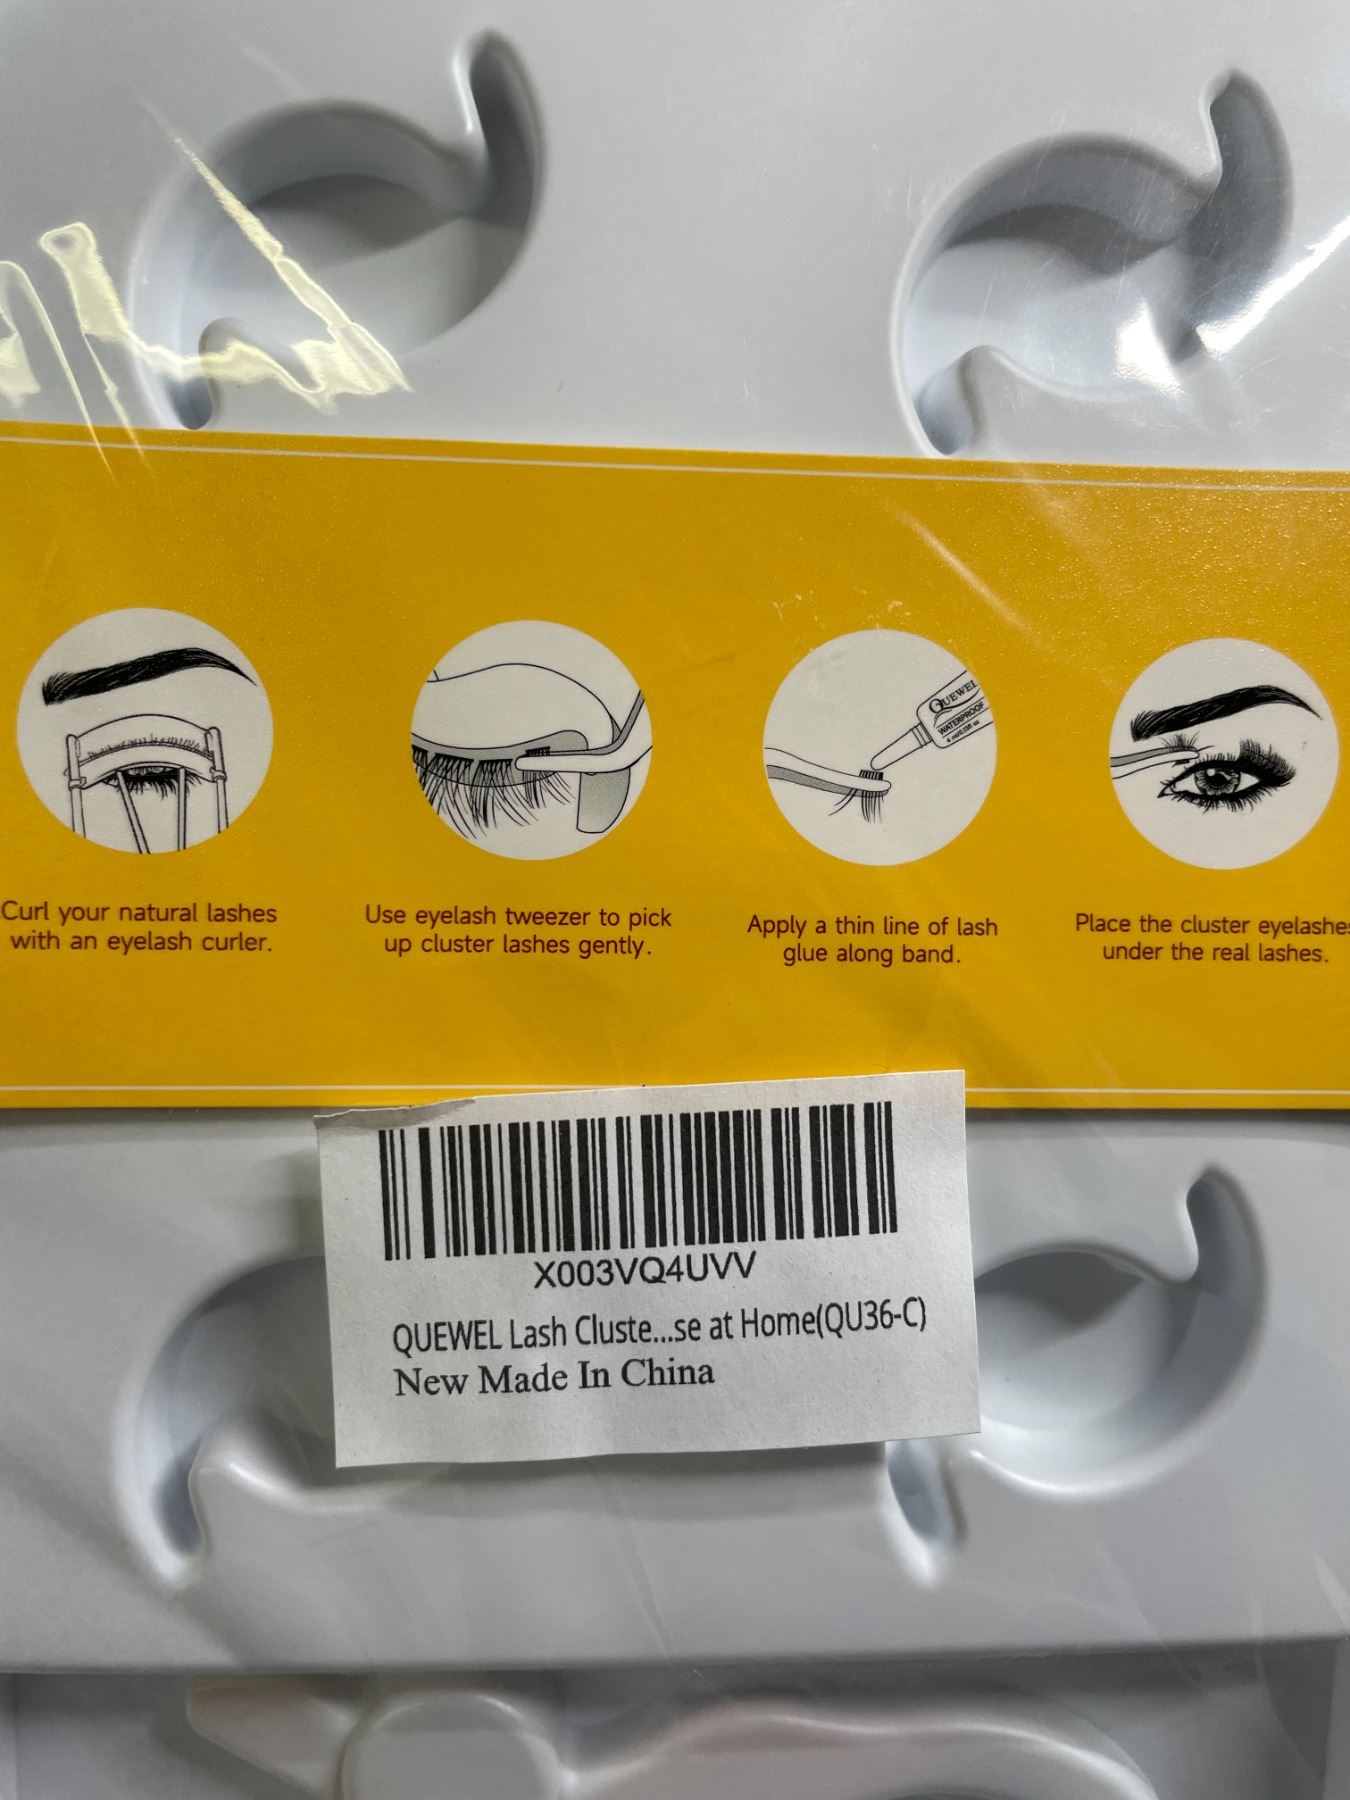 QUEWEL
WATERPROOF
Curl your natural lashes
with an eyelash curler.
Use eyelash tweezer to pick
up cluster lashes gently.
Apply a thin line of lash
glue along band.
Place the cluster eyelashes
under the real lashes.
X003VQ4UVV
QUEWEL Lash Cluste...se at Home(QU36-C)
New Made In China